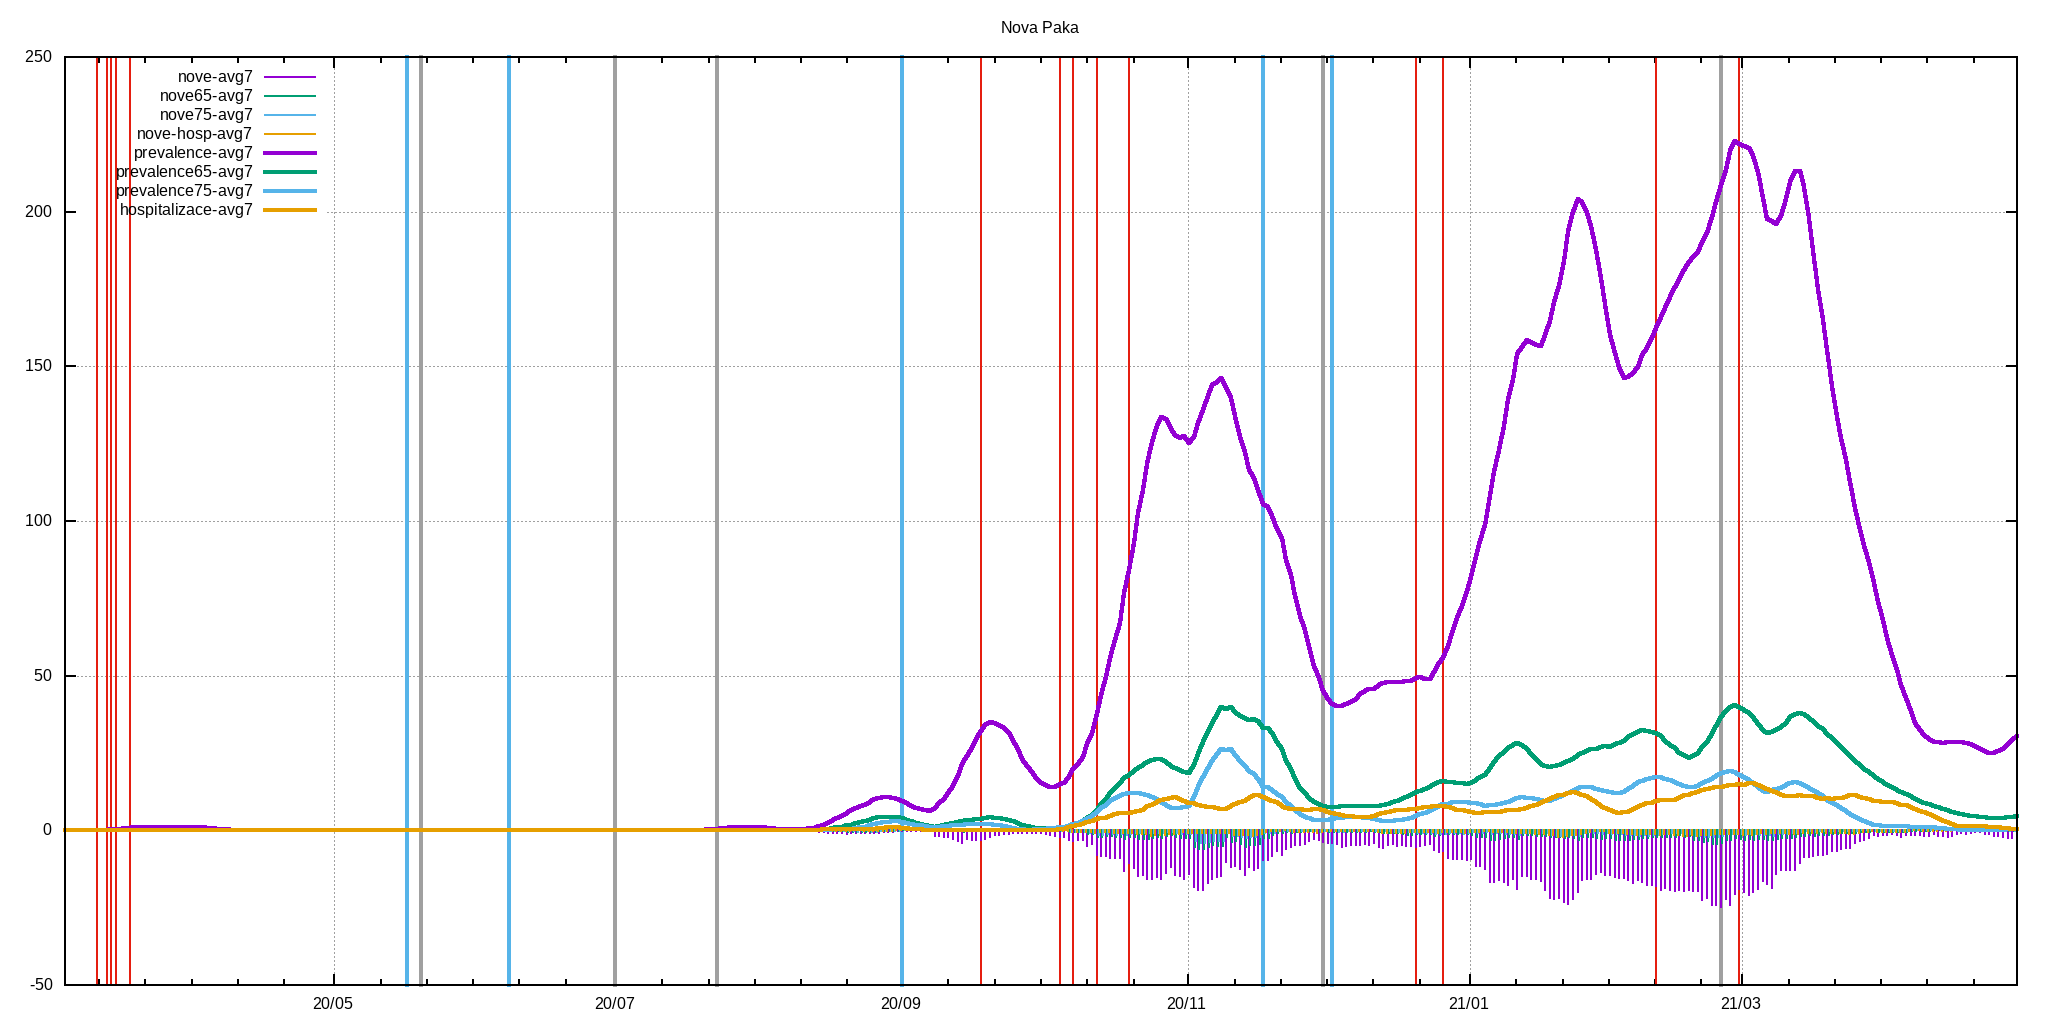 Nova Paka
250
200
150
100
50
0
-50
nove-avg7
nove65-avg7
nove75-avg7
nove-hosp-avg7
prevalence-avg7
prevalence65-avg7
prevalence75-avg7
hospitalizace-avg7
20/05 20/07 20/09 20/11 21/01 21/03